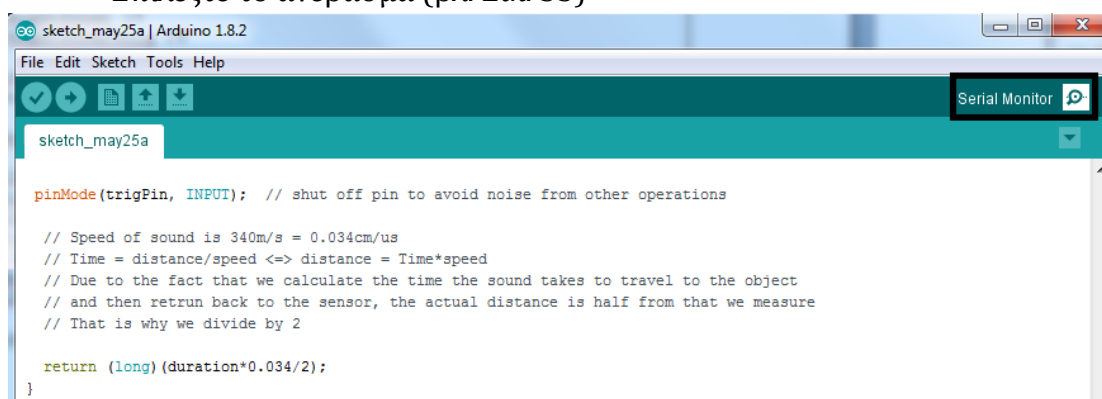 sketch_may25a | Arduino 1.8.2
File Edit Sketch Tools Help
Serial Monitor
sketch_may25a
pinMode(trigPin, INPUT);  // shut off pin to avoid noise from other operations
// Speed of sound is 340m/s = 0.034cm/us
// Time = distance/speed <=> distance = Time*speed
// Due to the fact that we calculate the time the sound takes to travel to the object
// and then retrun back to the sensor, the actual distance is half from that we measure
// That is why we divide by 2
return (long)(duration*0.034/2);
}